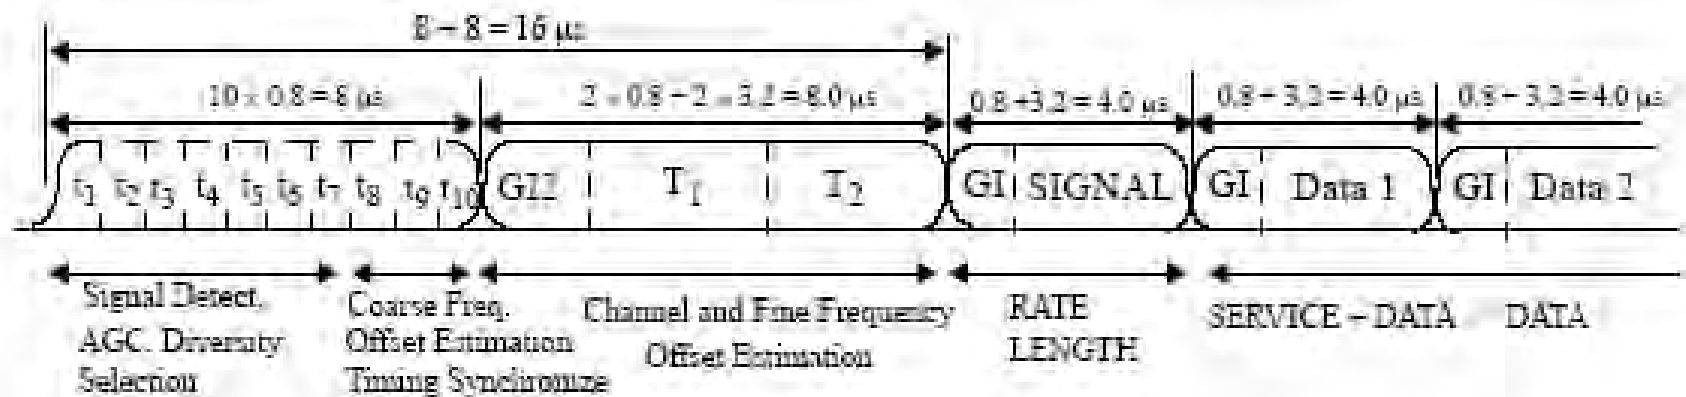 8 + 8 = 16 µs
10 × 0.8 = 8 µs
2 × 0.8 + 2 × 3.2 = 8.0 µs
0.8 + 3.2 = 4.0 µs
0.8 + 3.2 = 4.0 µs
0.8 + 3.2 = 4.0 µs
t1 t2 t3 t4 t5 t6 t7 t8 t9 t10
GI2 T1 T2
GI SIGNAL
GI Data 1
GI Data 2
Signal Detect,
AGC, Diversity
Selection
Coarse Freq.
Offset Estimation
Timing Synchronize
Channel and Fine Frequency
Offset Estimation
RATE
LENGTH
SERVICE + DATA
DATA